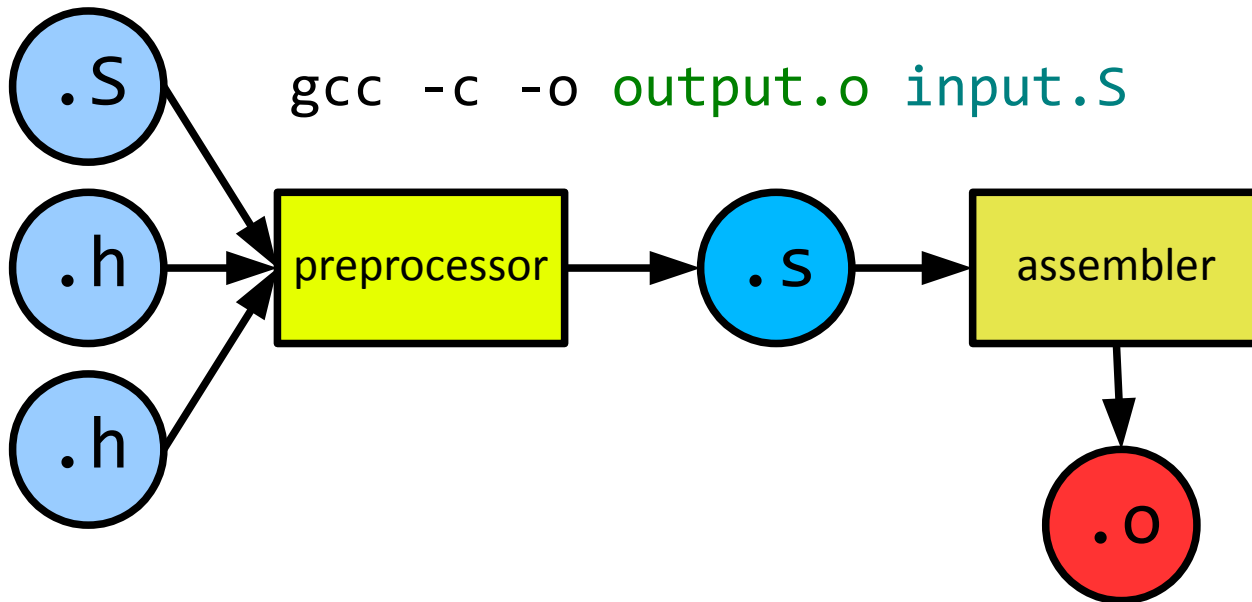 .S
gcc -c -o output.o input.S
.h
preprocessor
.s
assembler
.h
.o